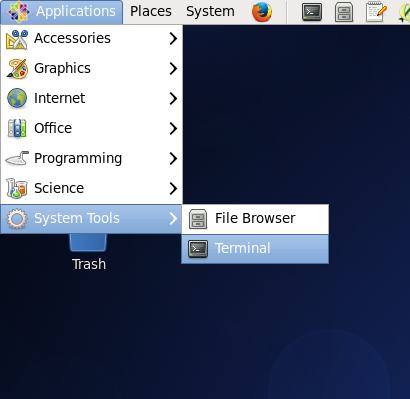 Applications Places System
Accessories
Graphics
Internet
Office
Programming
Science
System Tools
File Browser
Terminal
Trash